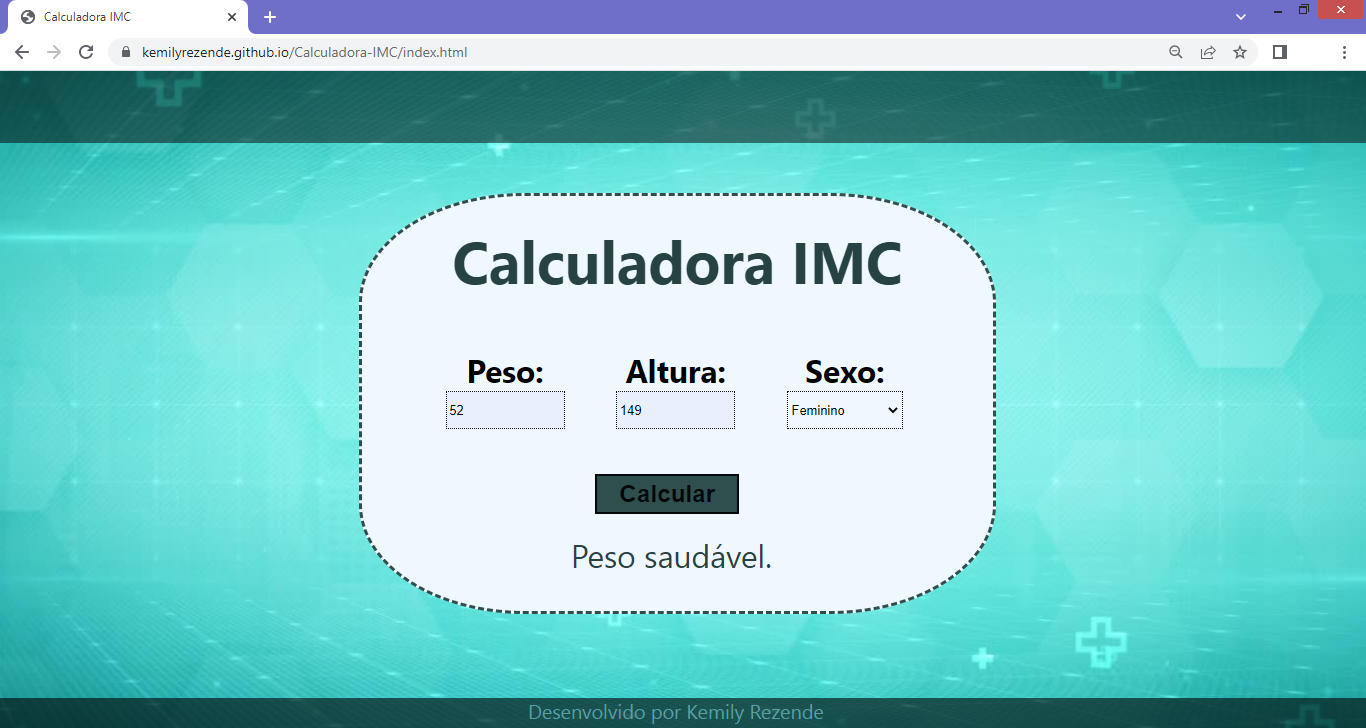 Calculadora IMC
kemilyrezende.github.io/Calculadora-IMC/index.html
Calculadora IMC
Peso: Altura: Sexo:
52 149 Feminino
Calcular
Peso saudável.
Desenvolvido por Kemily Rezende